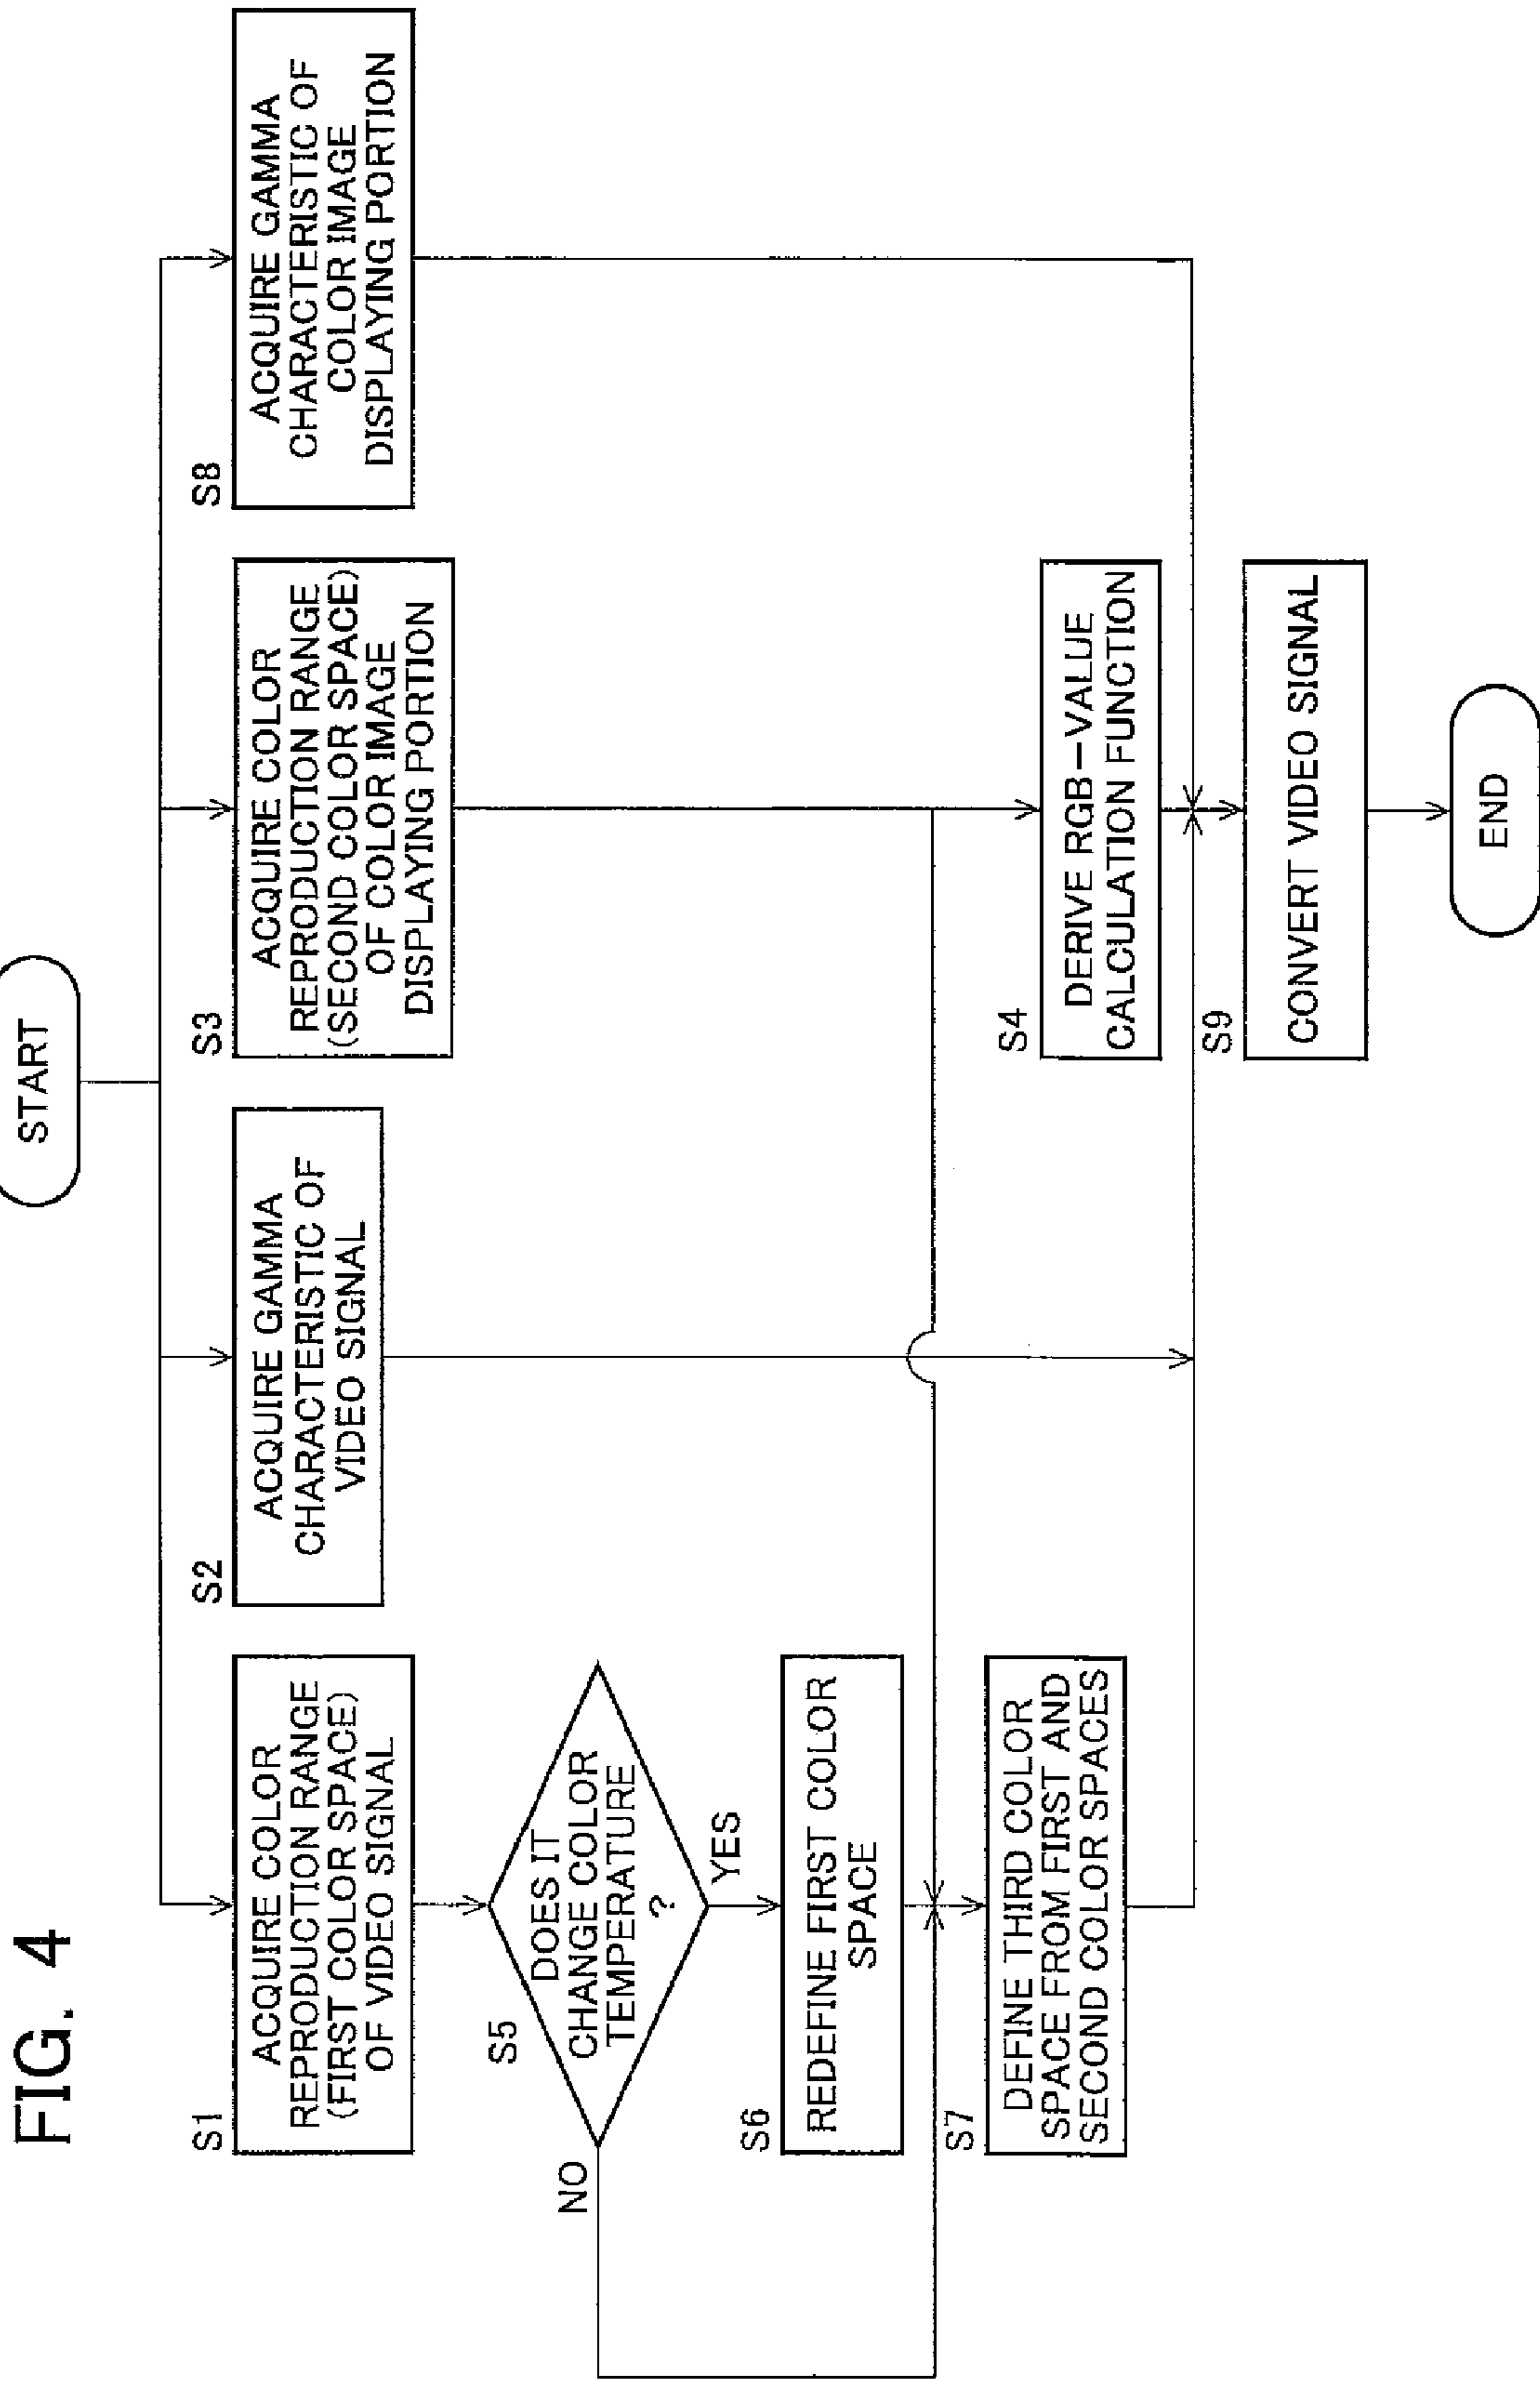 FIG. 4
START
S1
ACQUIRE COLOR
REPRODUCTION RANGE
(FIRST COLOR SPACE)
OF VIDEO SIGNAL
S2
ACQUIRE GAMMA
CHARACTERISTIC OF
VIDEO SIGNAL
S3
ACQUIRE COLOR
REPRODUCTION RANGE
(SECOND COLOR SPACE)
OF COLOR IMAGE
DISPLAYING PORTION
S8
ACQUIRE GAMMA
CHARACTERISTIC OF
COLOR IMAGE
DISPLAYING PORTION
S5
DOES IT
CHANGE COLOR
TEMPERATURE
?
NO
YES
S6
REDEFINE FIRST COLOR
SPACE
S7
DEFINE THIRD COLOR
SPACE FROM FIRST AND
SECOND COLOR SPACES
S4
DERIVE RGB-VALUE
CALCULATION FUNCTION
S9
CONVERT VIDEO SIGNAL
END